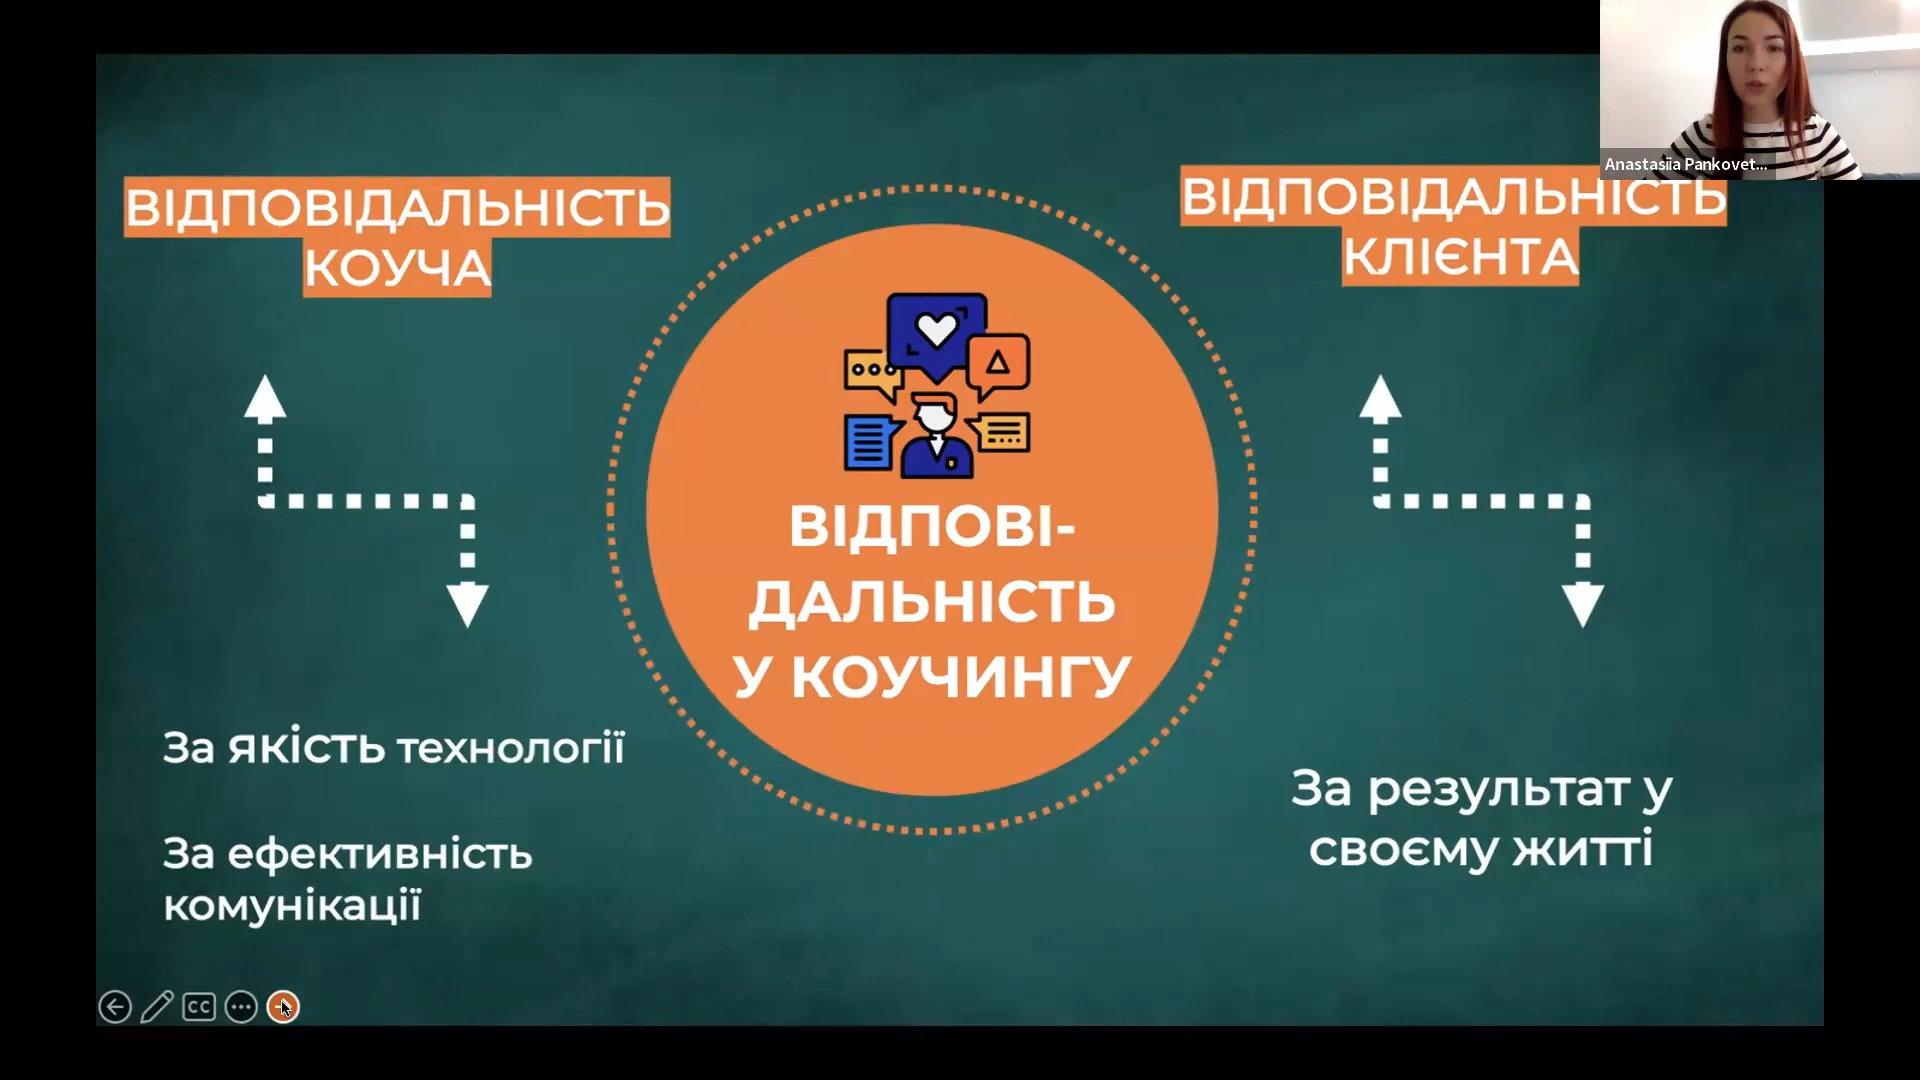 Anastasiia Pankovet...
ВІДПОВІДАЛЬНІСТЬ
КОУЧА
ВІДПОВІДАЛЬНІСТЬ
КЛІЄНТА
ВІДПОВІ-
ДАЛЬНІСТЬ
У КОУЧИНГУ
За ЯКІСТЬ технології
За ефективність
комунікації
За результат у
своєму житті
CC